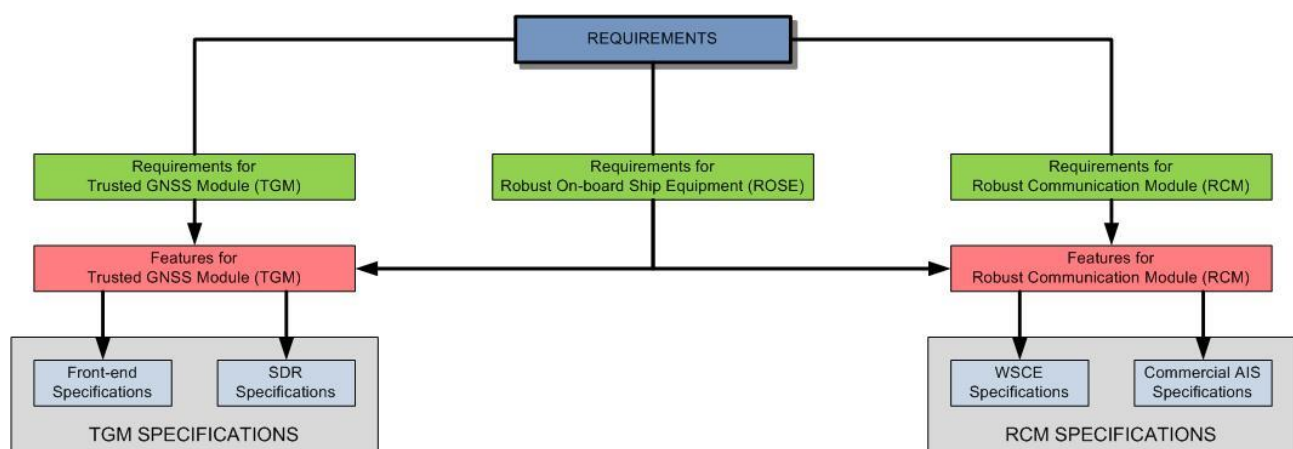 REQUIREMENTS
Requirements for
Trusted GNSS Module (TGM)
Requirements for
Robust On-board Ship Equipment (ROSE)
Requirements for
Robust Communication Module (RCM)
Features for
Trusted GNSS Module (TGM)
Features for
Robust Communication Module (RCM)
Front-end
Specifications
SDR
Specifications
TGM SPECIFICATIONS
WSCE
Specifications
Commercial AIS
Specifications
RCM SPECIFICATIONS